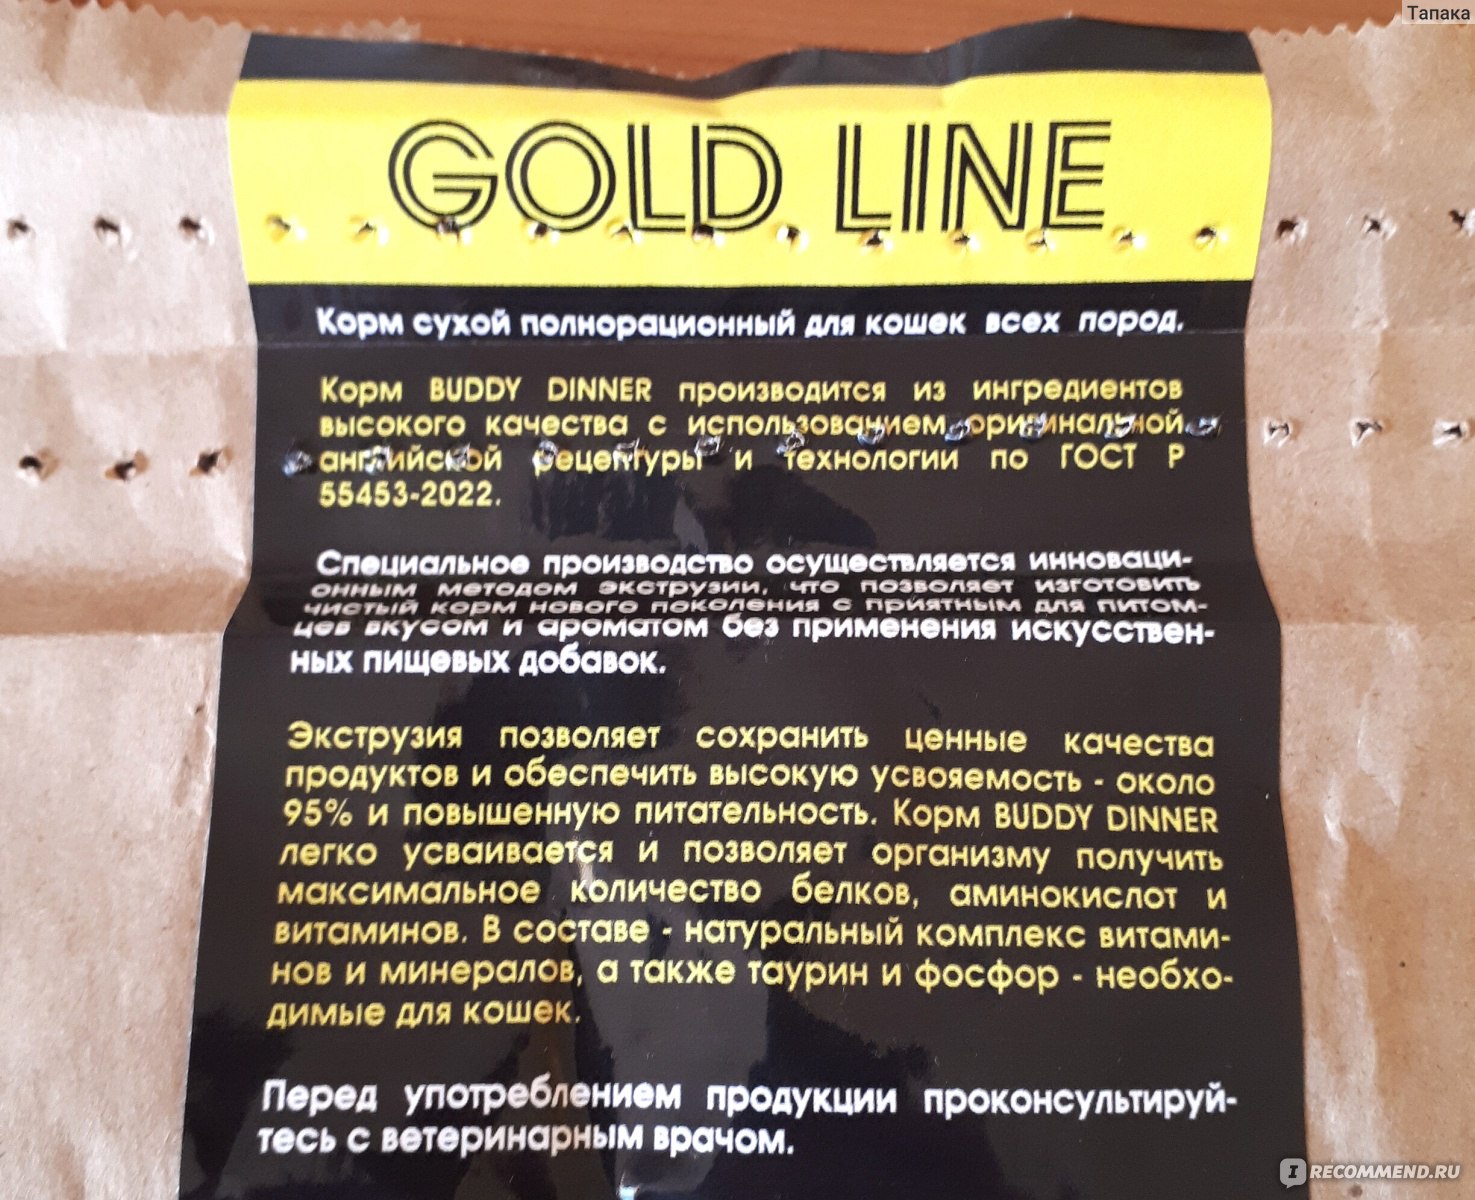 Тапака
GOLD LINE
Корм сухой полнорационный для кошек всех пород.
Корм BUDDY DINNER производится из ингредиентов
высокого качества с использованием оригинальной
английской рецептуры и технологии по ГОСТ Р
55453-2022.
Специальное производство осуществляется инноваци-
онным методом экструзии, что позволяет изготовить
чистый корм нового поколения с приятным для питом-
цев вкусом и ароматом без применения искусствен-
ных пищевых добавок.
Экструзия позволяет сохранить ценные качества
продуктов и обеспечить высокую усвояемость - около
95% и повышенную питательность. Корм BUDDY DINNER
легко усваивается и позволяет организму получить
максимальное количество белков, аминокислот и
витаминов. В составе - натуральный комплекс витами-
нов и минералов, а также таурин и фосфор - необхо-
димые для кошек.
Перед употреблением продукции проконсультируй-
тесь с ветеринарным врачом.
I RECOMMEND.RU